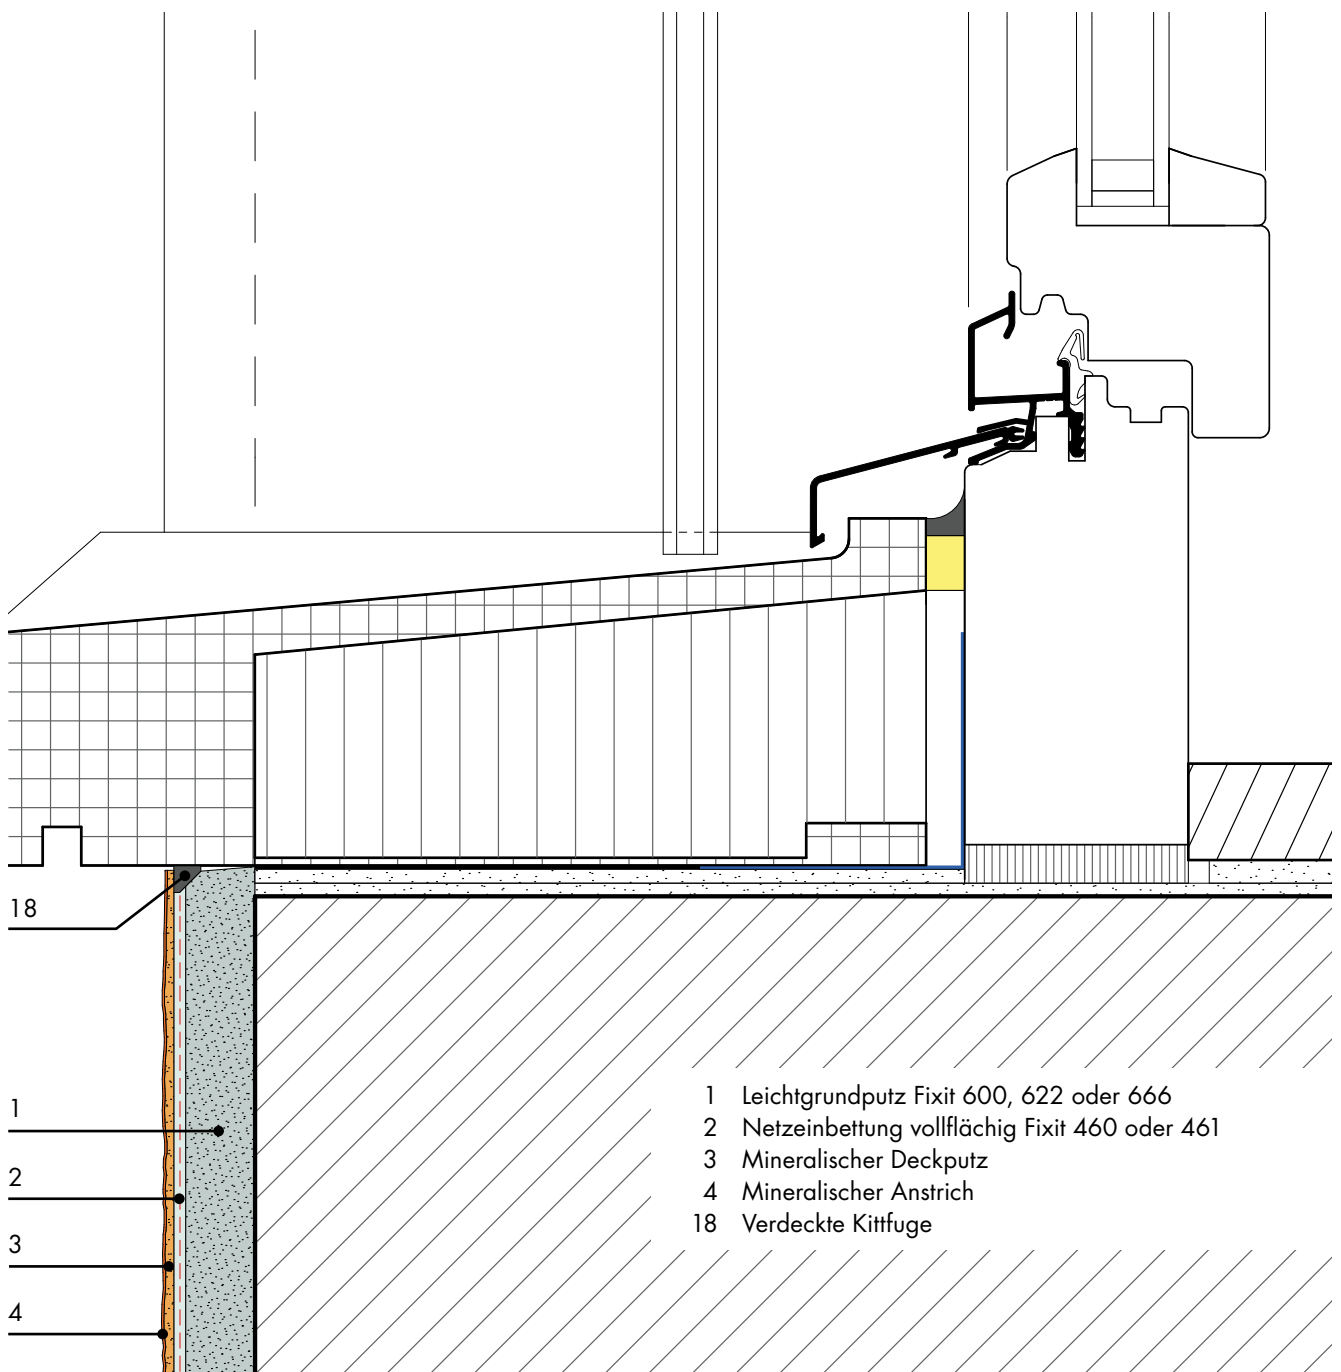 18
1
2
3
4
1 Leichtgrundputz Fixit 600, 622 oder 666
2 Netzeinbettung vollflächig Fixit 460 oder 461
3 Mineralischer Deckputz
4 Mineralischer Anstrich
18 Verdeckte Kittfuge